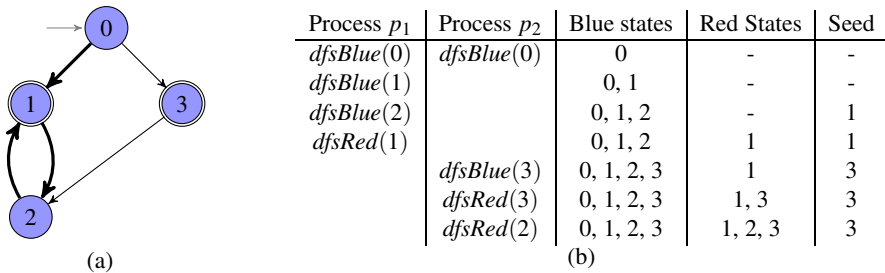 0
1
3
2
(a)
Process p1 Process p2 Blue states Red States Seed
dfsBlue(0) dfsBlue(0) 0 - -
dfsBlue(1) 0, 1 - -
dfsBlue(2) 0, 1, 2 - 1
dfsRed(1) 0, 1, 2 1 1
dfsBlue(3) 0, 1, 2, 3 1 3
dfsRed(3) 0, 1, 2, 3 1, 3 3
dfsRed(2) 0, 1, 2, 3 1, 2, 3 3
(b)